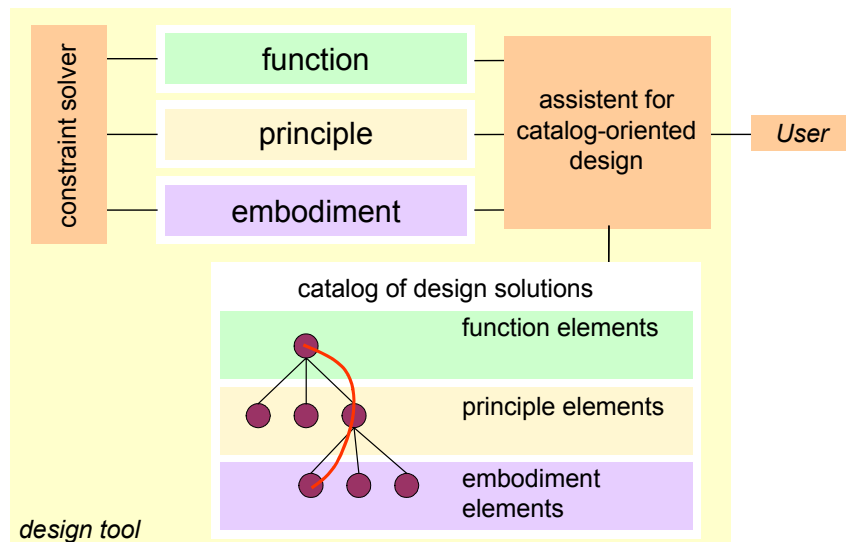 constraint solver
function
principle
embodiment
assistent for
catalog-oriented
design
User
catalog of design solutions
function elements
principle elements
embodiment
elements
design tool